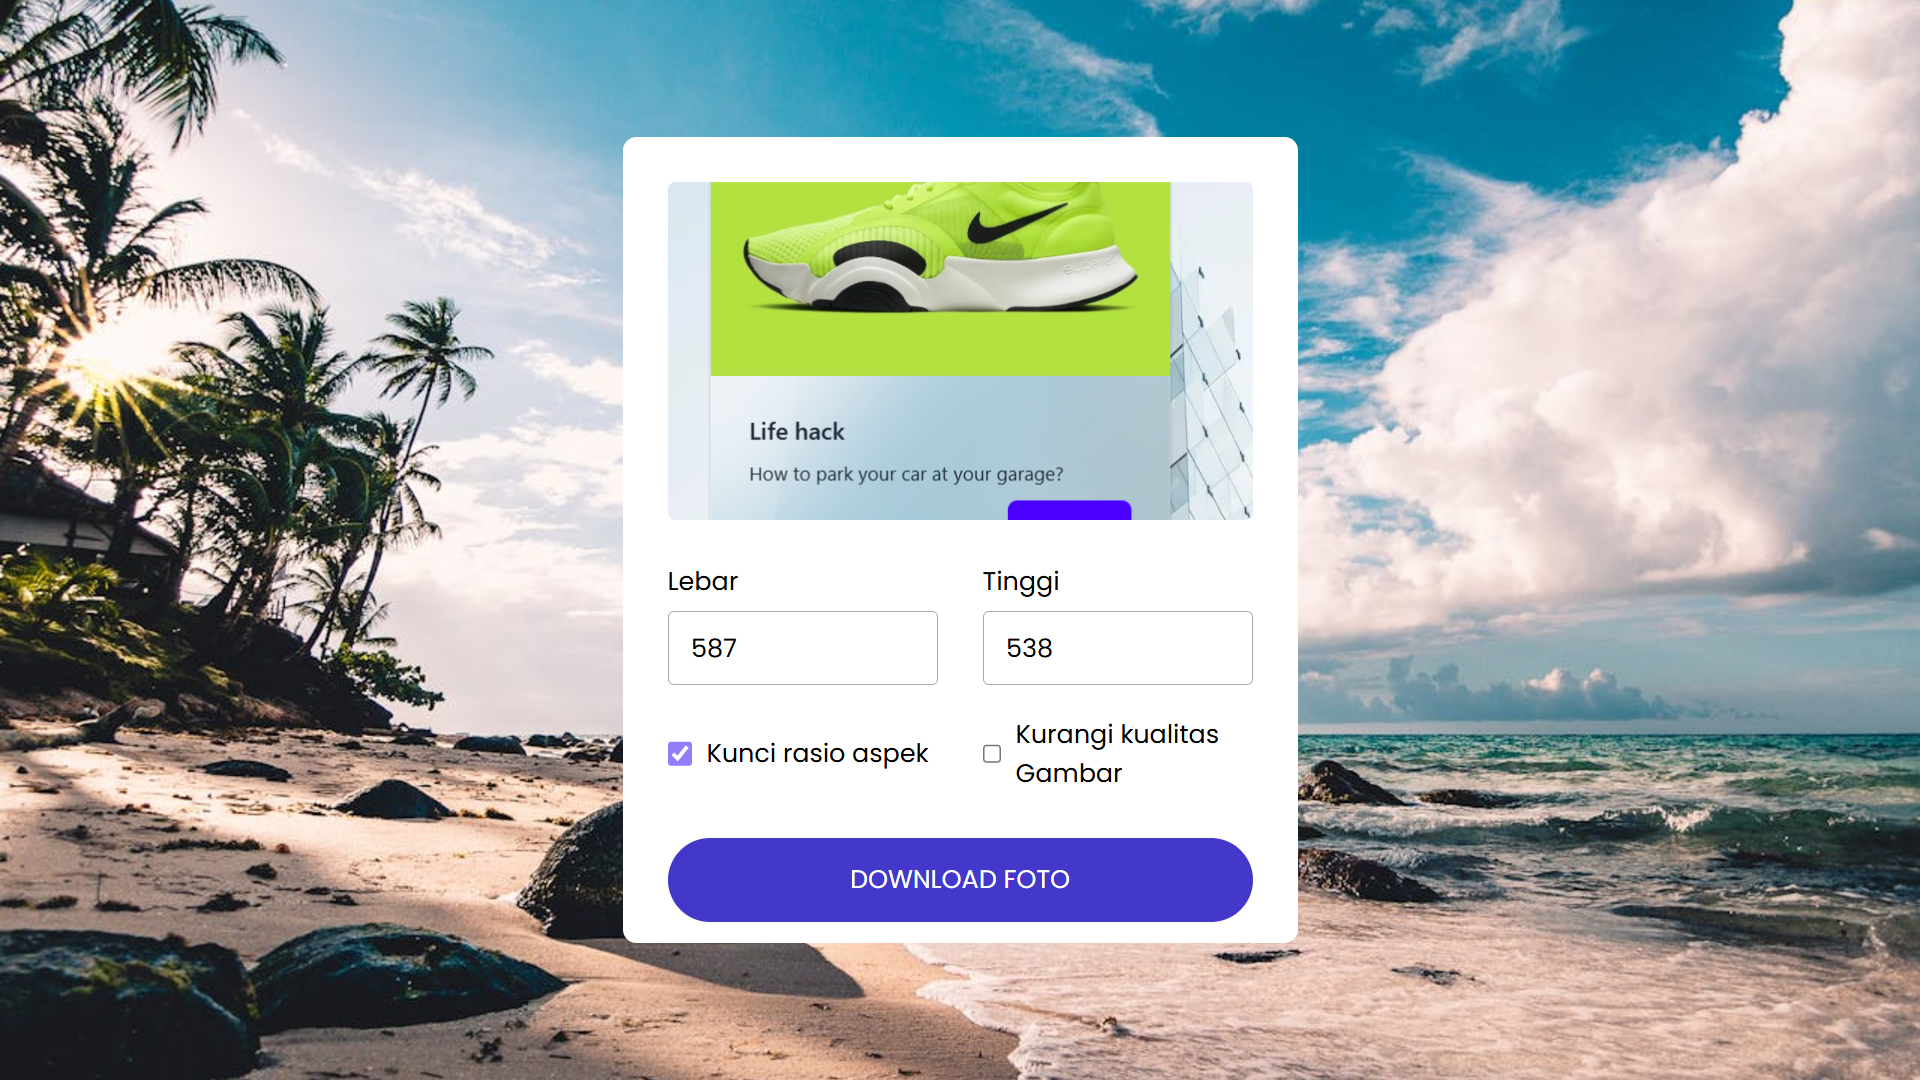 Life hack
How to park your car at your garage?
Lebar
Tinggi
587
538
Kunci rasio aspek
Kurangi kualitas
Gambar
DOWNLOAD FOTO